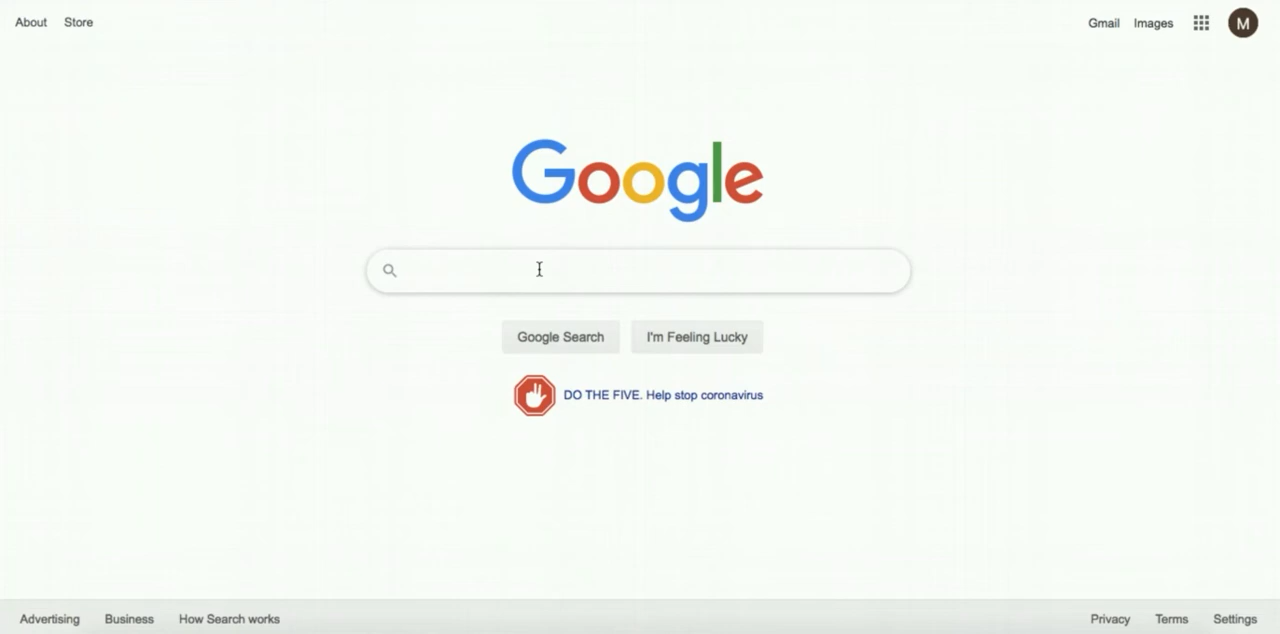 About Store
Gmail Images M
Google
Google Search I'm Feeling Lucky
DO THE FIVE. Help stop coronavirus
Advertising Business How Search works
Privacy Terms Settings